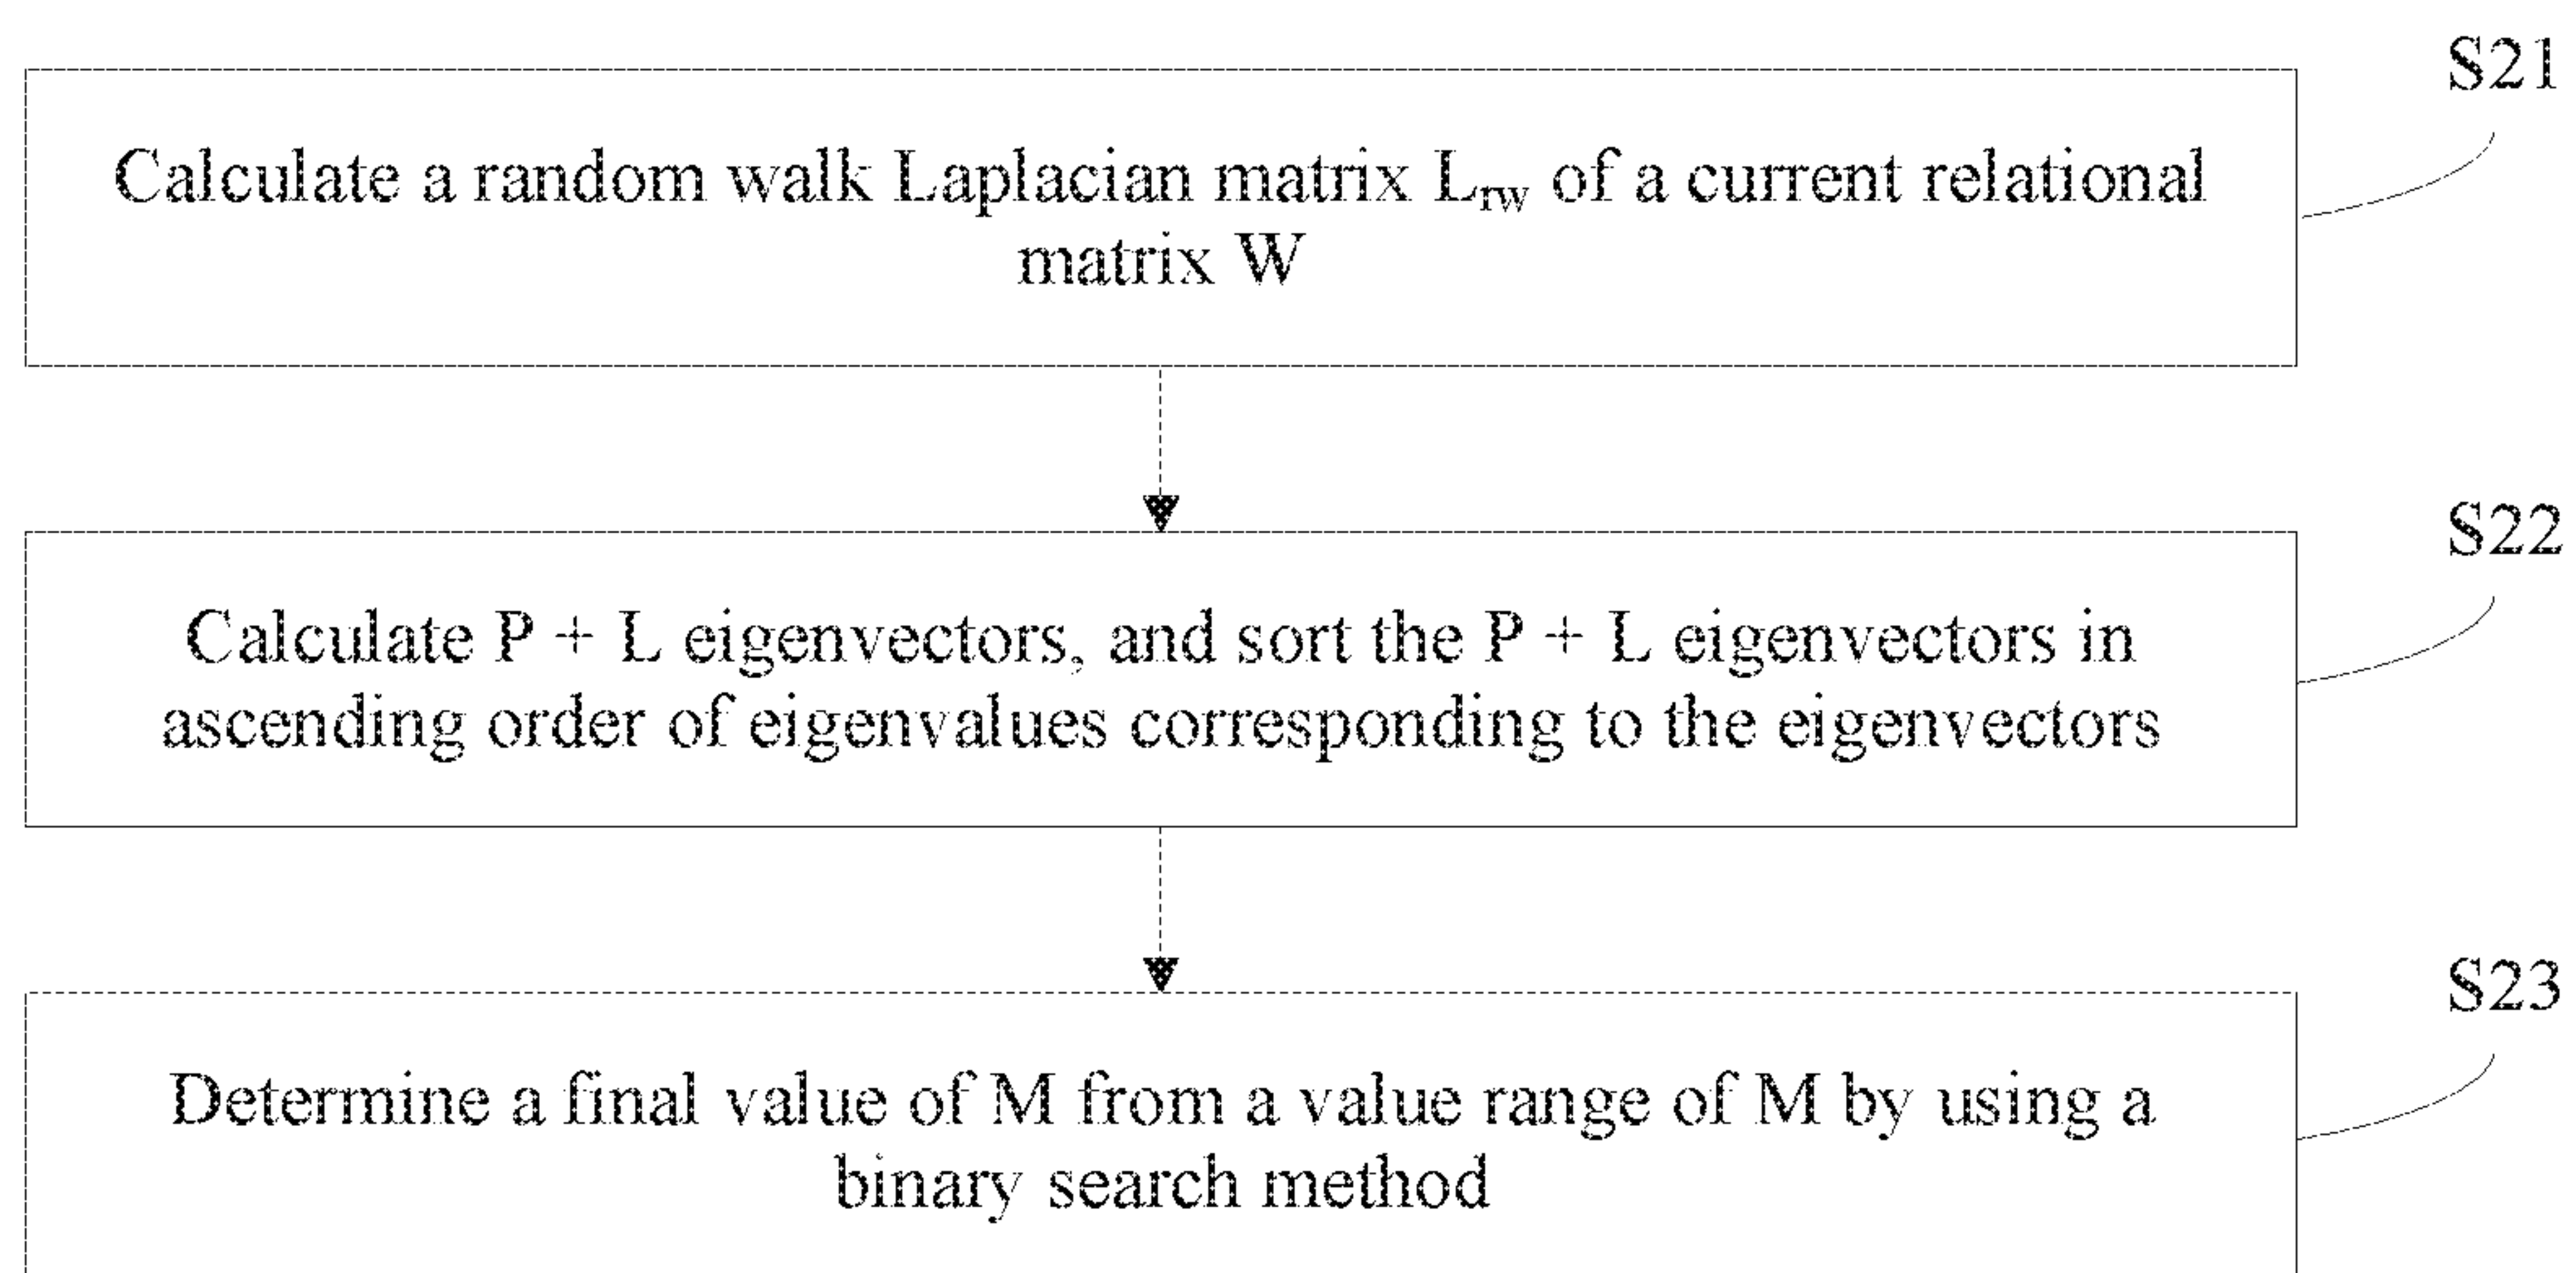 S21
Calculate a random walk Laplacian matrix Lrw of a current relational
matrix W
S22
Calculate P + L eigenvectors, and sort the P + L eigenvectors in
ascending order of eigenvalues corresponding to the eigenvectors
S23
Determine a final value of M from a value range of M by using a
binary search method